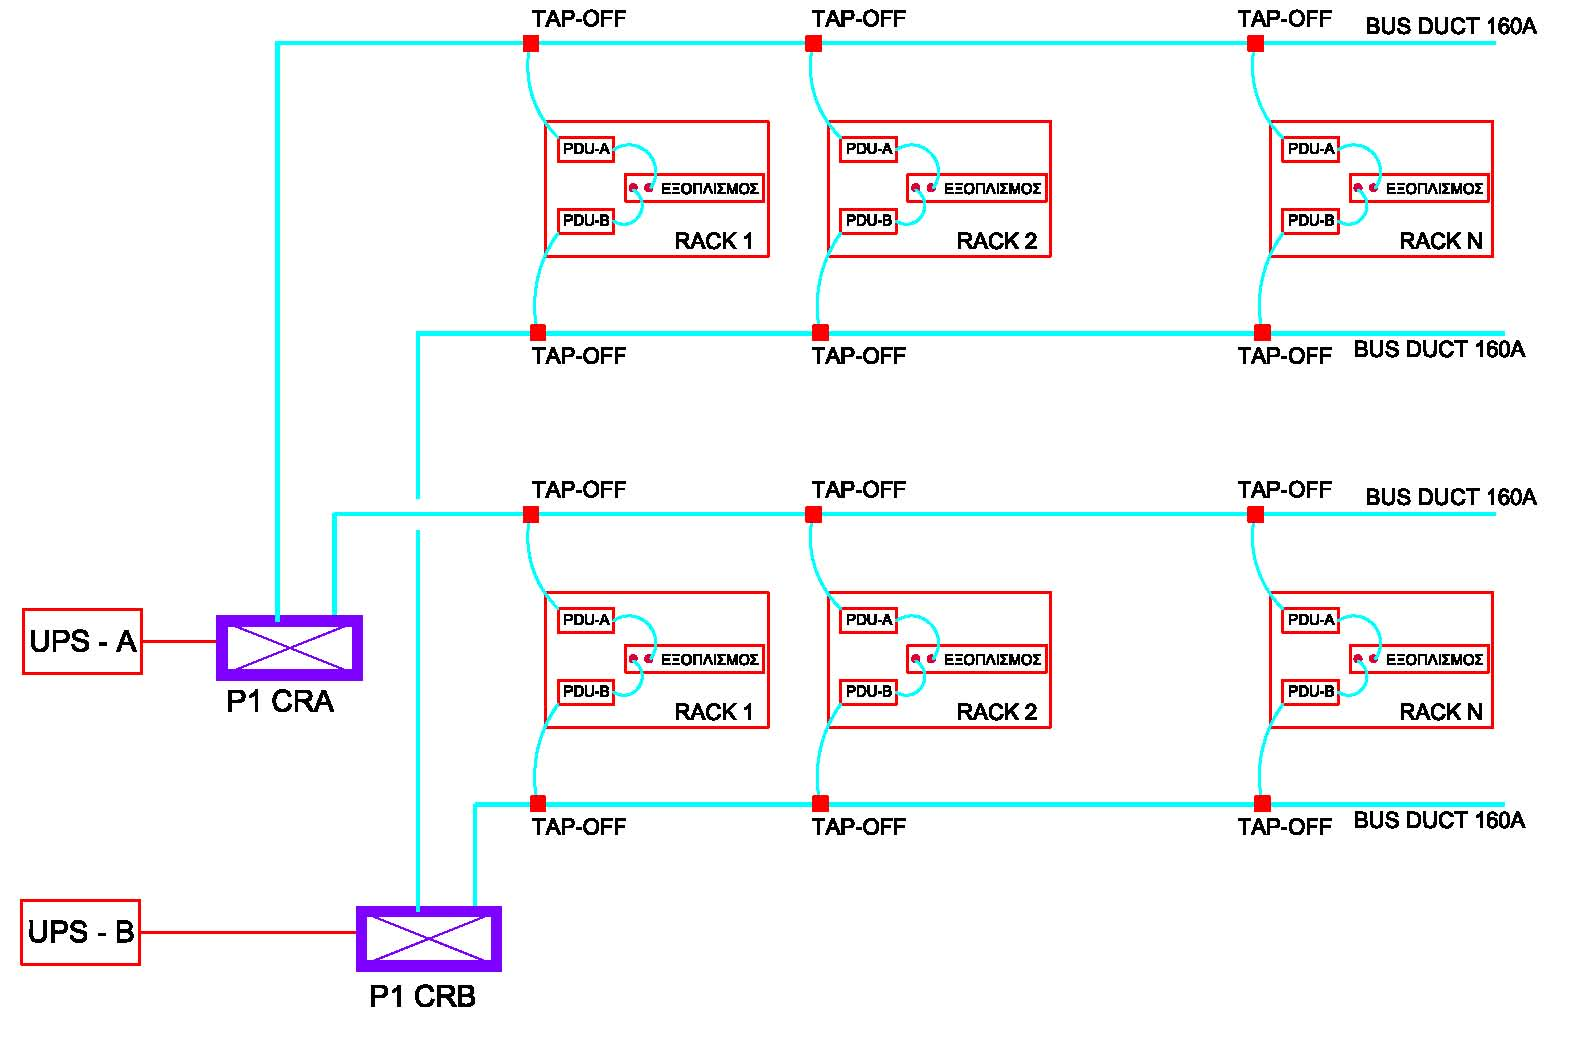 TAP-OFF
TAP-OFF
TAP-OFF
BUS DUCT 160A
PDU-A
ΕΞΟΠΛΙΣΜΟΣ
PDU-B
RACK 1
PDU-A
ΕΞΟΠΛΙΣΜΟΣ
PDU-B
RACK 2
PDU-A
ΕΞΟΠΛΙΣΜΟΣ
PDU-B
RACK N
TAP-OFF
TAP-OFF
TAP-OFF
BUS DUCT 160A
TAP-OFF
TAP-OFF
TAP-OFF
BUS DUCT 160A
PDU-A
ΕΞΟΠΛΙΣΜΟΣ
PDU-B
RACK 1
PDU-A
ΕΞΟΠΛΙΣΜΟΣ
PDU-B
RACK 2
PDU-A
ΕΞΟΠΛΙΣΜΟΣ
PDU-B
RACK N
UPS - A
P1 CRA
TAP-OFF
TAP-OFF
TAP-OFF
BUS DUCT 160A
UPS - B
P1 CRB